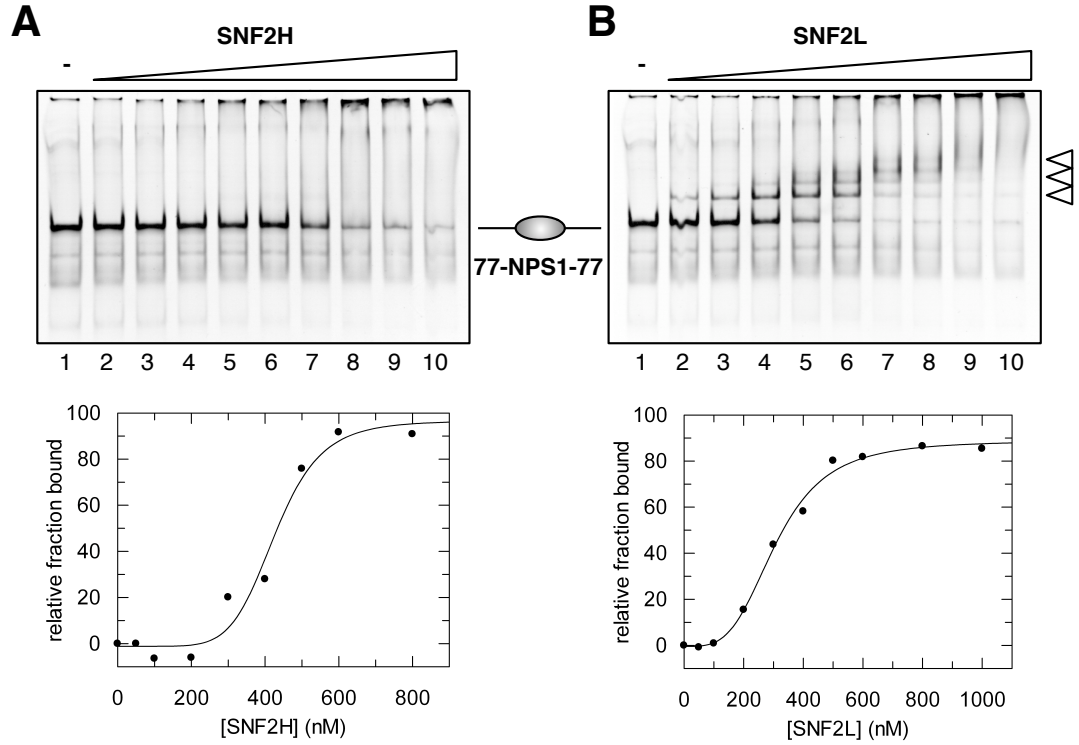 A
SNF2H
-
1 2 3 4 5 6 7 8 9 10
77-NPS1-77
B
SNF2L
-
1 2 3 4 5 6 7 8 9 10
relative fraction bound
100
80
60
40
20
0
0 200 400 600 800
[SNF2H] (nM)
relative fraction bound
100
80
60
40
20
0
0 200 400 600 800 1000
[SNF2L] (nM)